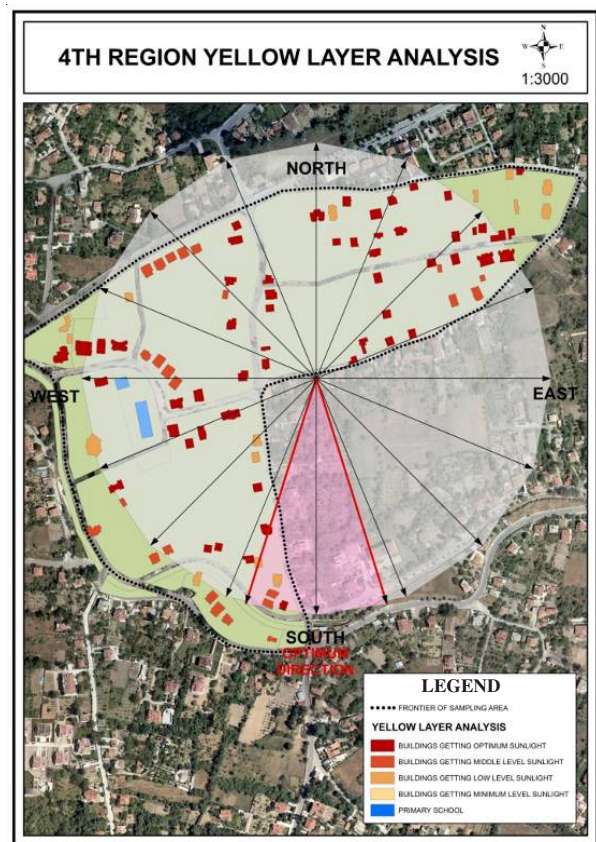 4TH REGION YELLOW LAYER ANALYSIS
N
W E
S
1:3000
NORTH
WEST
EAST
SOUTH
OPTIMUM
DIRECTION
LEGEND
FRONTIER OF SAMPLING AREA
YELLOW LAYER ANALYSIS
BUILDINGS GETTING OPTIMUM SUNLIGHT
BUILDINGS GETTING MIDDLE LEVEL SUNLIGHT
BUILDINGS GETTING LOW LEVEL SUNLIGHT
BUILDINGS GETTING MINIMUM LEVEL SUNLIGHT
PRIMARY SCHOOL